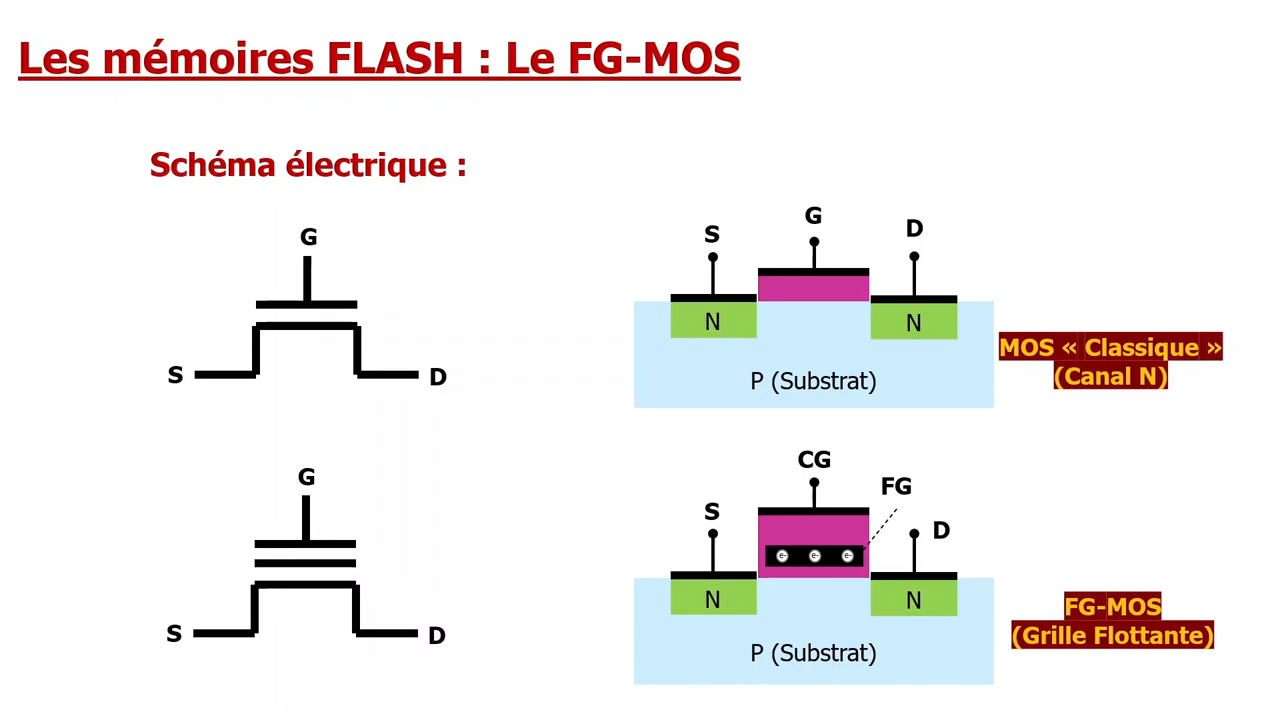 Les mémoires FLASH : Le FG-MOS
Schéma électrique :
G
S
D
S
G
D
N
N
P (Substrat)
MOS « Classique »
(Canal N)
G
S
D
CG
FG
S
D
e-
e-
e-
N
N
P (Substrat)
FG-MOS
(Grille Flottante)